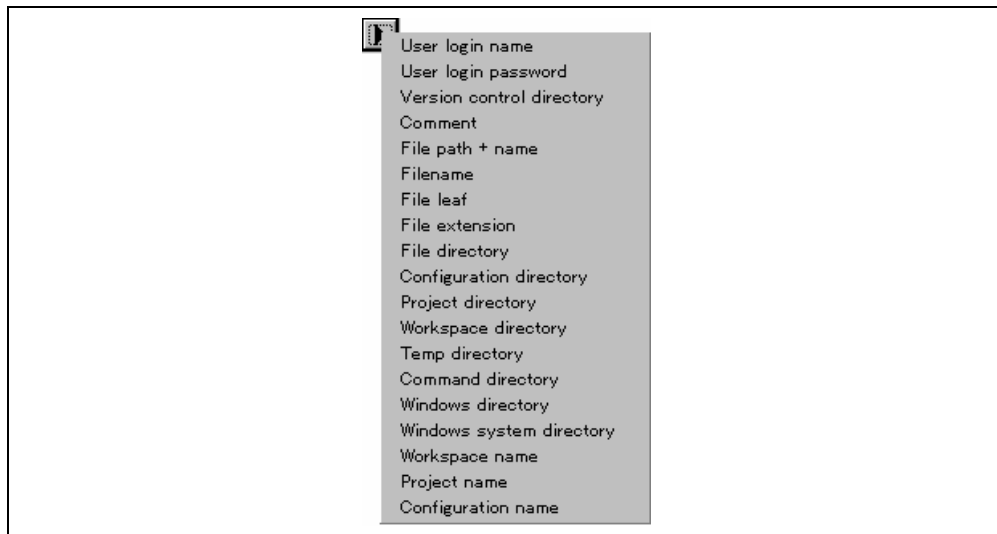 User login name
User login password
Version control directory
Comment
File path + name
Filename
File leaf
File extension
File directory
Configuration directory
Project directory
Workspace directory
Temp directory
Command directory
Windows directory
Windows system directory
Workspace name
Project name
Configuration name